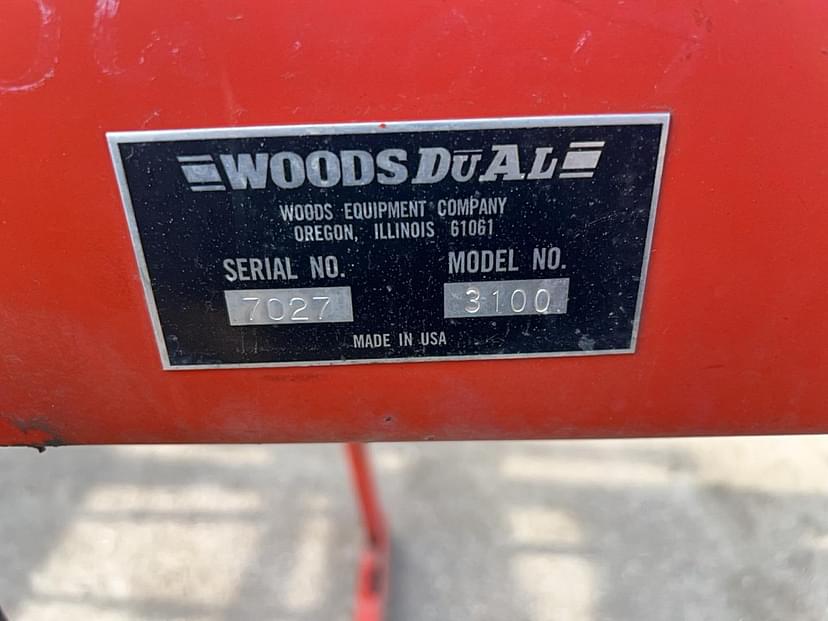 WOODS DUAL
WOODS EQUIPMENT COMPANY
OREGON, ILLINOIS 61061
SERIAL NO. MODEL NO.
7027 3100
MADE IN USA